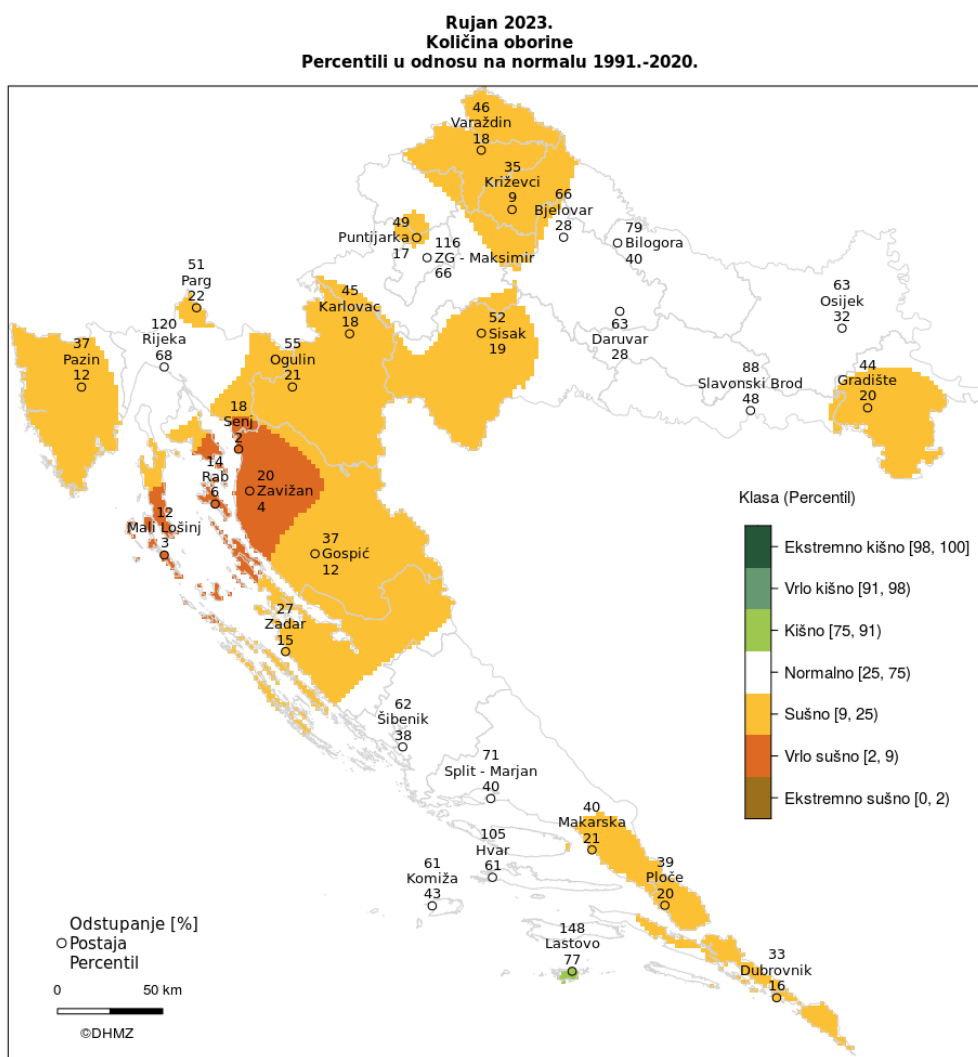 Rujan 2023.
Količina oborine
Percentili u odnosu na normalu 1991.-2020.
46
Varaždin
18
35
Križevci
9
66
Bjelovar
28
49
Puntijarka
17
116
ZG - Maksimir
66
79
Bilogora
40
51
Parg
22
45
Karlovac
18
52
Sisak
19
63
Daruvar
28
63
Osijek
32
120
Rijeka
68
37
Pazin
12
55
Ogulin
21
88
Slavonski Brod
48
44
Gradište
20
18
Senj
2
14
Rab
6
20
Zavižan
4
12
Mali Lošinj
3
37
Gospić
12
27
Zadar
15
62
Šibenik
38
71
Split - Marjan
40
40
Makarska
21
105
Hvar
61
61
Komiža
43
39
Ploče
20
148
Lastovo
77
33
Dubrovnik
16
Klasa (Percentil)
Ekstremno kišno [98, 100]
Vrlo kišno [91, 98)
Kišno [75, 91)
Normalno [25, 75)
Sušno [9, 25)
Vrlo sušno [2, 9)
Ekstremno sušno [0, 2)
Odstupanje [%]
Postaja
Percentil
0 50 km
©DHMZ